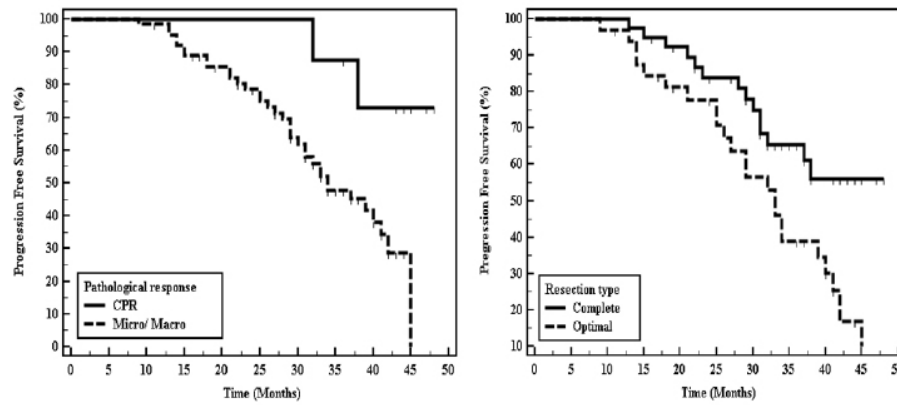 Progression Free Survival (%)
100
90
80
70
60
50
40
30
20
10
0
Pathological response
CPR
Micro/ Macro
0 5 10 15 20 25 30 35 40 45 50
Time (Months)
Pregression Free Survival (%)
100
90
80
70
60
50
40
30
20
10
Resection type
Complete
Optimal
0 5 10 15 20 25 30 35 40 45
Time (Months)